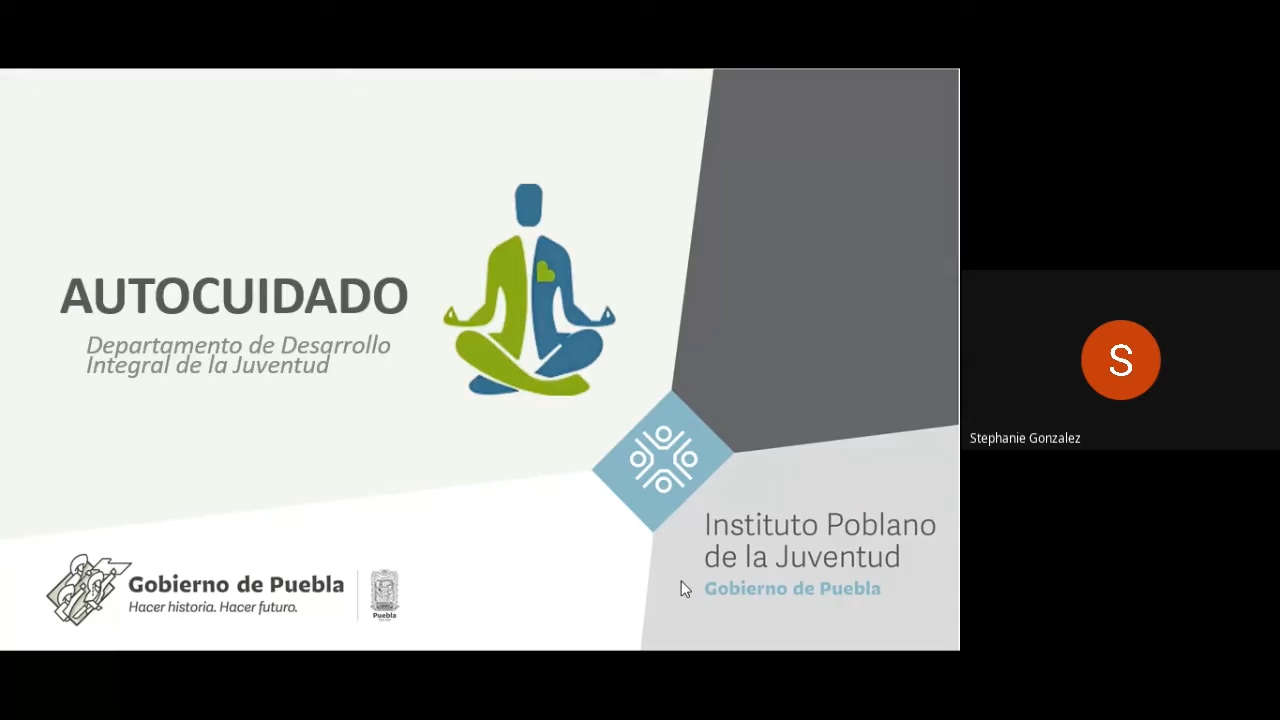 AUTOCUIDADO
Departamento de Desarrollo
Integral de la Juventud
Instituto Poblano
de la Juventud
Gobierno de Puebla
Gobierno de Puebla
Hacer historia. Hacer futuro.
Puebla
S
Stephanie Gonzalez